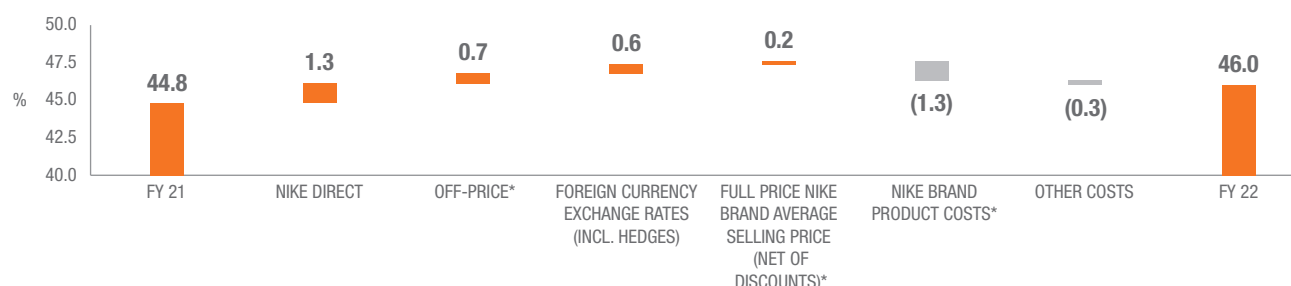 50.0
47.5
45.0
42.5
40.0
%
44.8
1.3
0.7
0.6
0.2
(1.3)
(0.3)
46.0
FY 21
NIKE DIRECT
OFF-PRICE*
FOREIGN CURRENCY
EXCHANGE RATES
(INCL. HEDGES)
FULL PRICE NIKE
BRAND AVERAGE
SELLING PRICE
(NET OF
DISCOUNTS)*
NIKE BRAND
PRODUCT COSTS*
OTHER COSTS
FY 22